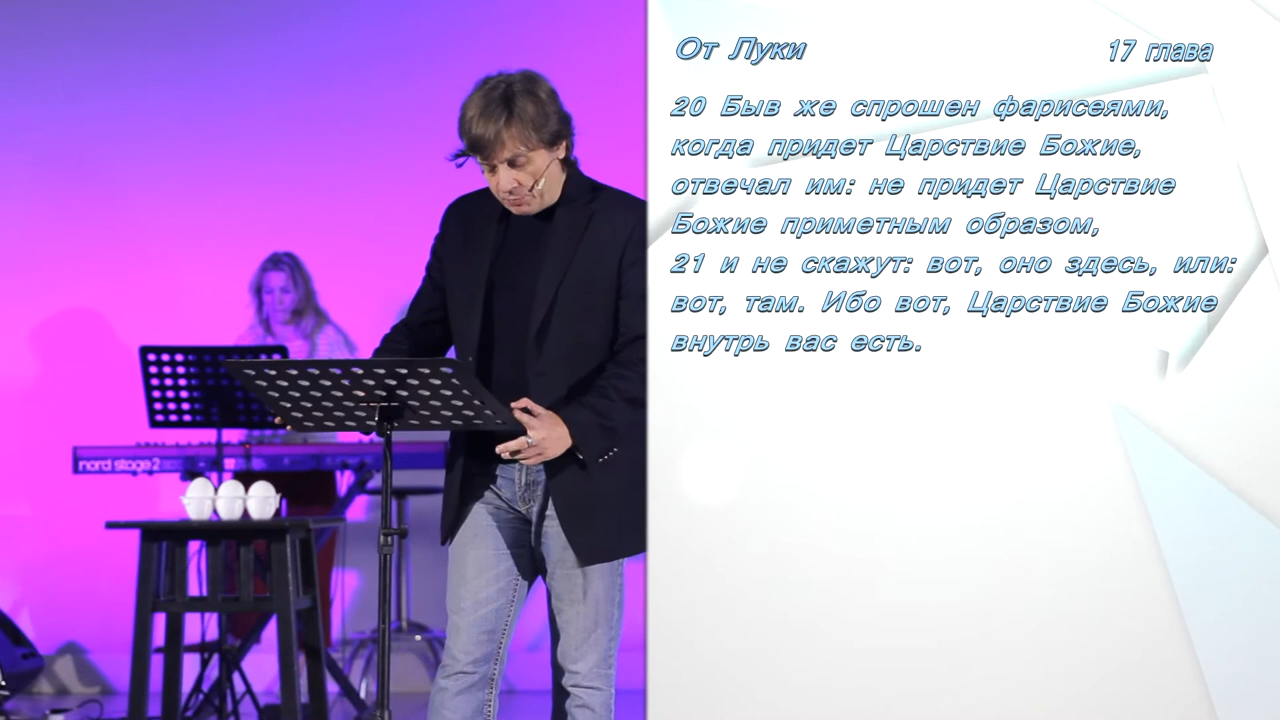 От Луки 17 глава
20 Быв же спрошен фарисеями,
когда придет Царствие Божие,
отвечал им: не придет Царствие
Божие приметным образом,
21 и не скажут: вот, оно здесь, или:
вот, там. Ибо вот, Царствие Божие
внутрь вас есть.
nord stage 2